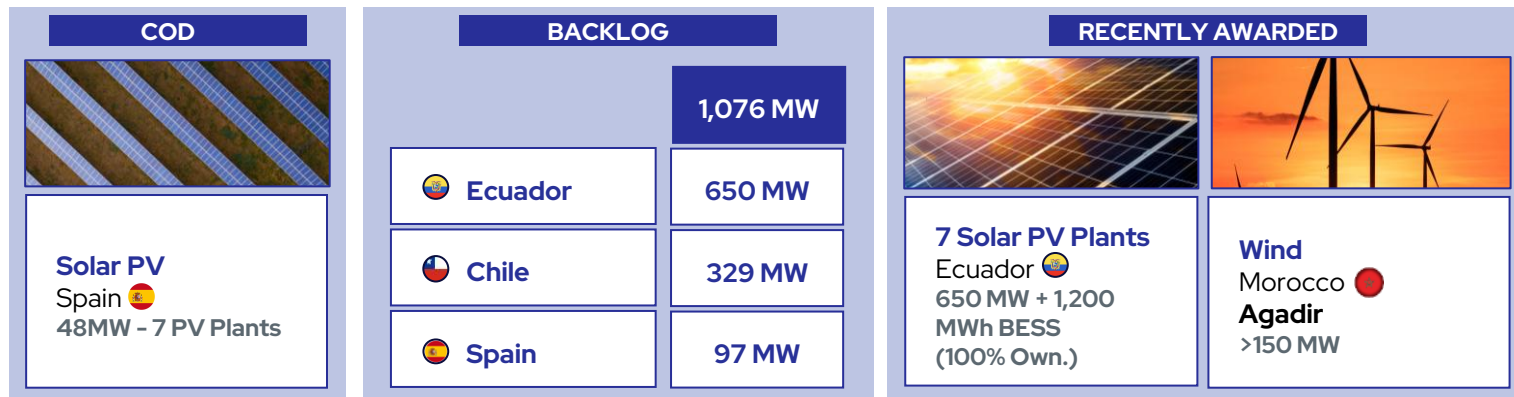 COD
Solar PV
Spain
48MW - 7 PV Plants
BACKLOG
1,076 MW
Ecuador 650 MW
Chile 329 MW
Spain 97 MW
RECENTLY AWARDED
7 Solar PV Plants
Ecuador
650 MW + 1,200
MWh BESS
(100% Own.)
Wind
Morocco
Agadir
>150 MW